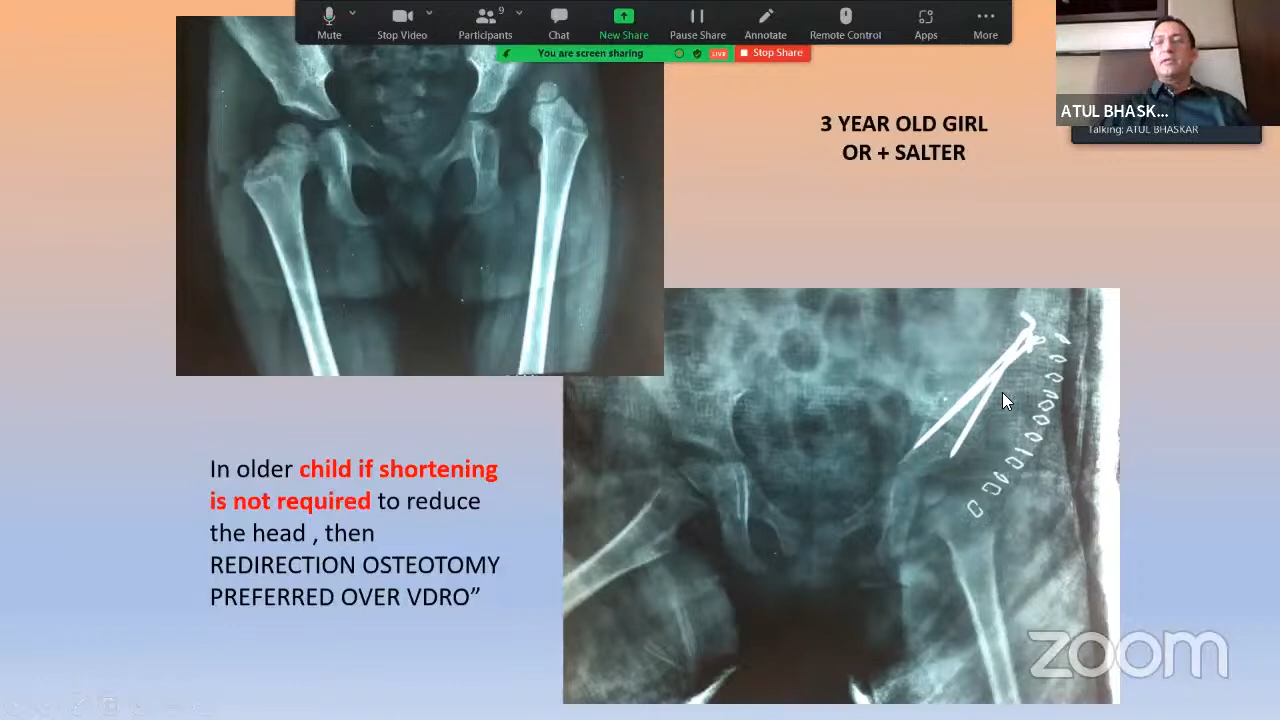 9
Mute
Stop Video
Participants
Chat
New Share
Pause Share
Annotate
Remote Control
Apps
More
You are screen sharing
LIVE
Stop Share
ATUL BHASK...
Talking: ATUL BHASKAR
3 YEAR OLD GIRL
OR + SALTER
In older child if shortening
is not required to reduce
the head , then
REDIRECTION OSTEOTOMY
PREFERRED OVER VDRO”
zoom